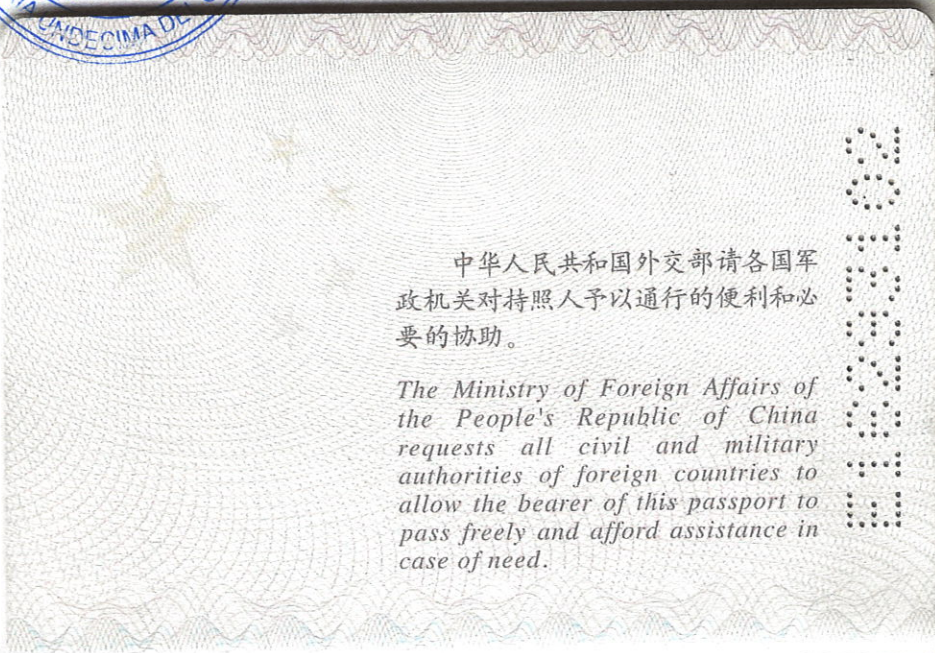 UNDECIMA DE
中华人民共和国外交部请各国军
政机关对持照人予以通行的便利和必
要的协助。
The Ministry of Foreign Affairs of
the People's Republic of China
requests all civil and military
authorities of foreign countries to
allow the bearer of this passport to
pass freely and afford assistance in
case of need.
E16293102